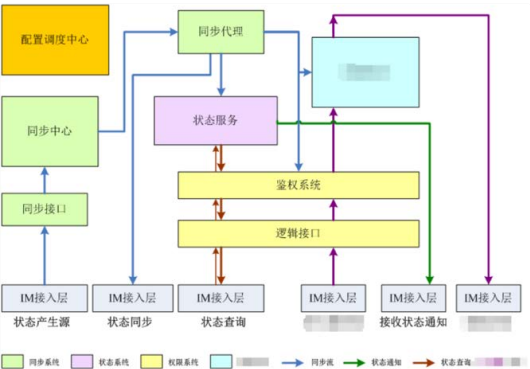 配置调度中心
同步代理
同步中心
状态服务
鉴权系统
同步接口
逻辑接口
IM接入层
IM接入层
IM接入层
IM接入层
IM接入层
IM接入层
状态产生源
状态同步
状态查询
接收状态通知
同步系统
状态系统
权限系统
同步流
状态通知
状态查询